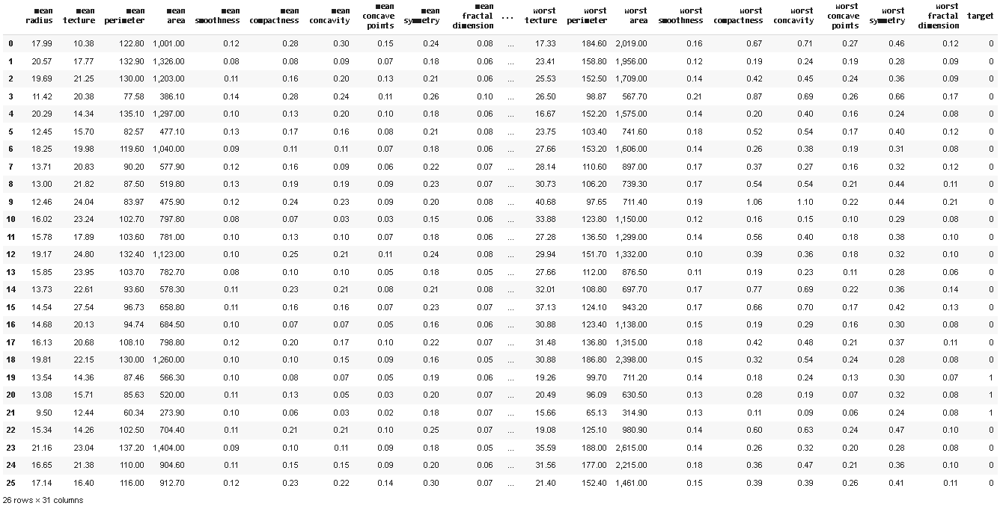 mean radius mean texture mean perimeter mean area mean smoothness mean compactness mean concavity mean concave points mean symmetry mean fractal dimension ... worst texture worst perimeter worst area worst smoothness worst compactness worst concavity worst concave points worst symmetry worst fractal dimension target
0 17.99 10.38 122.80 1,001.00 0.12 0.28 0.30 0.15 0.24 0.08 ... 17.33 184.60 2,019.00 0.16 0.67 0.71 0.27 0.46 0.12 0
1 20.57 17.77 132.90 1,326.00 0.08 0.08 0.09 0.07 0.18 0.06 ... 23.41 158.80 1,956.00 0.12 0.19 0.24 0.19 0.28 0.09 0
2 19.69 21.25 130.00 1,203.00 0.11 0.16 0.20 0.13 0.21 0.06 ... 25.53 152.50 1,709.00 0.14 0.42 0.45 0.24 0.36 0.09 0
3 11.42 20.38 77.58 386.10 0.14 0.28 0.24 0.11 0.26 0.10 ... 26.50 98.87 567.70 0.21 0.87 0.69 0.26 0.66 0.17 0
4 20.29 14.34 135.10 1,297.00 0.10 0.13 0.20 0.10 0.18 0.06 ... 16.67 152.20 1,575.00 0.14 0.20 0.40 0.16 0.24 0.08 0
5 12.45 15.70 82.57 477.10 0.13 0.17 0.16 0.08 0.21 0.08 ... 23.75 103.40 741.60 0.18 0.52 0.54 0.17 0.40 0.12 0
6 18.25 19.98 119.60 1,040.00 0.09 0.11 0.11 0.07 0.18 0.06 ... 27.66 153.20 1,606.00 0.14 0.26 0.38 0.19 0.31 0.08 0
7 13.71 20.83 90.20 577.90 0.12 0.16 0.09 0.06 0.22 0.07 ... 28.14 110.60 897.00 0.17 0.37 0.27 0.16 0.32 0.12 0
8 13.00 21.82 87.50 519.80 0.13 0.19 0.19 0.09 0.23 0.07 ... 30.73 106.20 739.30 0.17 0.54 0.54 0.21 0.44 0.11 0
9 12.46 24.04 83.97 475.90 0.12 0.24 0.23 0.09 0.20 0.08 ... 40.68 97.65 711.40 0.19 1.06 1.10 0.22 0.44 0.21 0
10 16.02 23.24 102.70 797.80 0.08 0.07 0.03 0.03 0.15 0.06 ... 33.88 123.80 1,150.00 0.12 0.16 0.15 0.10 0.29 0.08 0
11 15.78 17.89 103.60 781.00 0.10 0.13 0.10 0.07 0.18 0.06 ... 27.28 136.50 1,299.00 0.14 0.56 0.40 0.18 0.38 0.10 0
12 19.17 24.80 132.40 1,123.00 0.10 0.25 0.21 0.11 0.24 0.08 ... 29.94 151.70 1,332.00 0.10 0.39 0.36 0.18 0.32 0.10 0
13 15.85 23.95 103.70 782.70 0.08 0.10 0.10 0.05 0.18 0.05 ... 27.66 112.00 876.50 0.11 0.19 0.23 0.11 0.28 0.06 0
14 13.73 22.61 93.60 578.30 0.11 0.23 0.21 0.08 0.21 0.08 ... 32.01 108.80 697.70 0.17 0.77 0.69 0.22 0.36 0.14 0
15 14.54 27.54 96.73 658.80 0.11 0.16 0.16 0.07 0.23 0.07 ... 37.13 124.10 943.20 0.17 0.66 0.70 0.17 0.42 0.13 0
16 14.68 20.13 94.74 684.50 0.10 0.07 0.07 0.05 0.16 0.06 ... 30.88 123.40 1,138.00 0.15 0.19 0.29 0.16 0.30 0.08 0
17 16.13 20.68 108.10 798.80 0.12 0.20 0.17 0.10 0.22 0.07 ... 31.48 136.80 1,315.00 0.18 0.42 0.48 0.21 0.37 0.11 0
18 19.81 22.15 130.00 1,260.00 0.10 0.10 0.15 0.09 0.16 0.05 ... 30.88 186.80 2,398.00 0.15 0.32 0.54 0.24 0.28 0.08 0
19 13.54 14.36 87.46 566.30 0.10 0.08 0.07 0.05 0.19 0.06 ... 19.26 99.70 711.20 0.14 0.18 0.24 0.13 0.30 0.07 1
20 13.08 15.71 85.63 520.00 0.11 0.13 0.05 0.03 0.20 0.07 ... 20.49 96.09 630.50 0.13 0.28 0.19 0.07 0.32 0.08 1
21 9.50 12.44 60.34 273.90 0.10 0.06 0.03 0.02 0.18 0.07 ... 15.66 65.13 314.90 0.13 0.11 0.09 0.06 0.24 0.08 1
22 15.34 14.26 102.50 704.40 0.11 0.21 0.21 0.10 0.25 0.07 ... 19.08 125.10 980.90 0.14 0.60 0.63 0.24 0.47 0.10 0
23 21.16 23.04 137.20 1,404.00 0.09 0.10 0.11 0.09 0.18 0.05 ... 35.59 188.00 2,615.00 0.14 0.26 0.32 0.20 0.28 0.08 0
24 16.65 21.38 110.00 904.60 0.11 0.15 0.15 0.09 0.20 0.06 ... 31.56 177.00 2,215.00 0.18 0.36 0.47 0.21 0.36 0.10 0
25 17.14 16.40 116.00 912.70 0.12 0.23 0.22 0.14 0.30 0.07 ... 21.40 152.40 1,461.00 0.15 0.39 0.39 0.26 0.41 0.11 0
26 rows × 31 columns